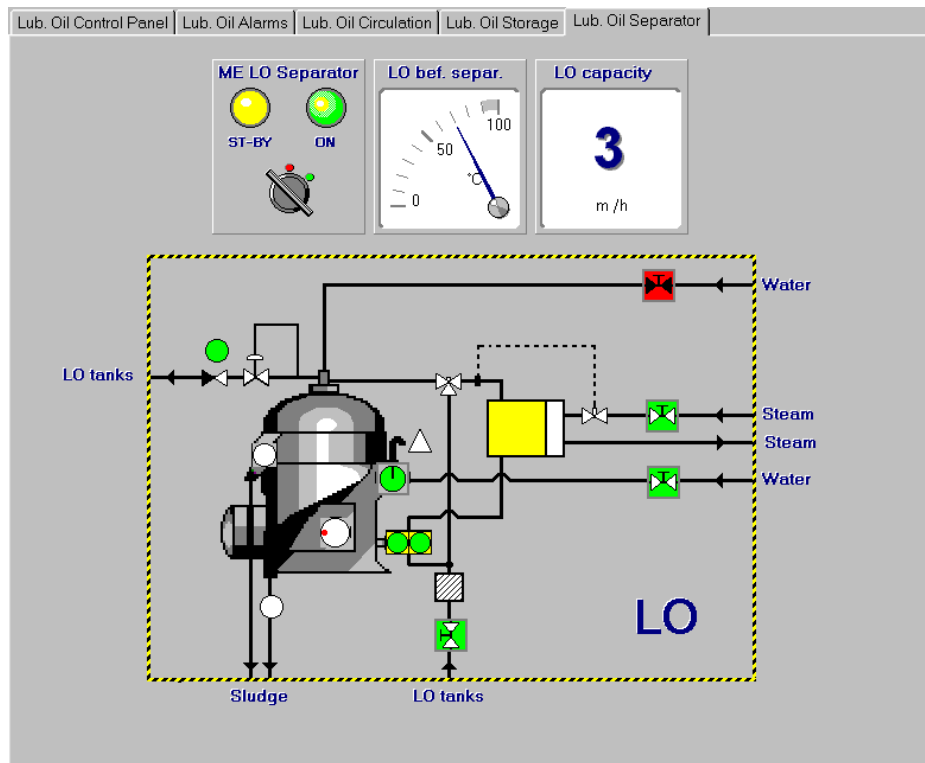 Lub. Oil Control Panel
Lub. Oil Alarms
Lub. Oil Circulation
Lub. Oil Storage
Lub. Oil Separator
ME LO Separator
ST-BY
ON
LO bef. separ.
100
50
°C
0
LO capacity
3
m /h
Water
LO tanks
Steam
Steam
Water
LO
Sludge
LO tanks